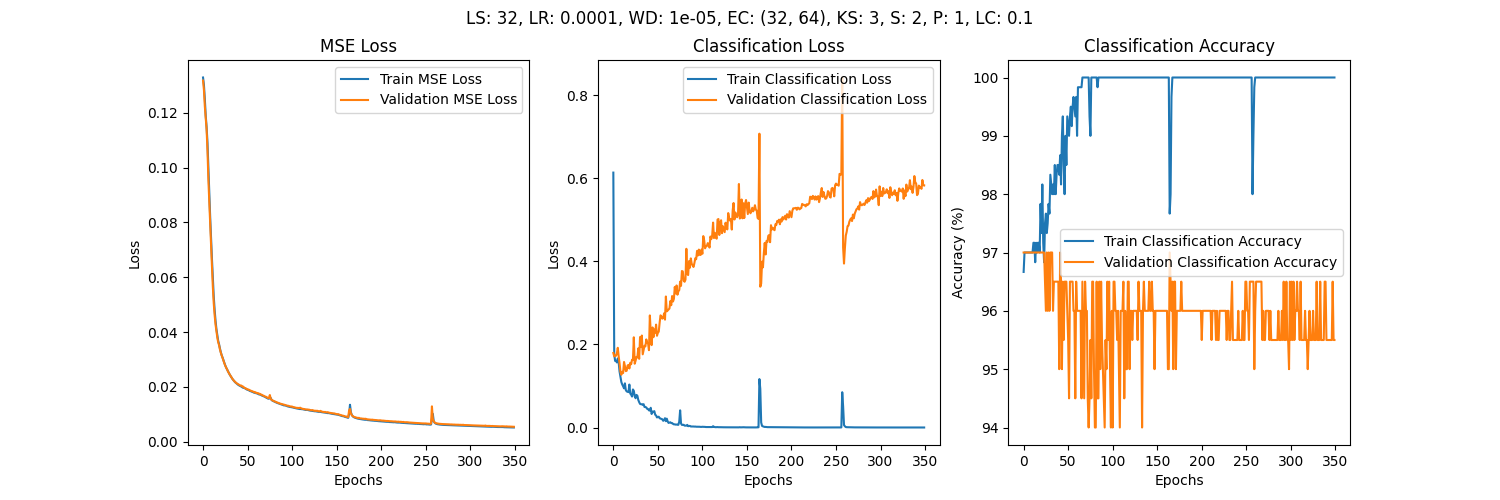 LS: 32, LR: 0.0001, WD: 1e-05, EC: (32, 64), KS: 3, S: 2, P: 1, LC: 0.1
MSE Loss
Train MSE Loss
Validation MSE Loss
Loss
0.12
0.10
0.08
0.06
0.04
0.02
0.00
0 50 100 150 200 250 300 350
Epochs
Classification Loss
Train Classification Loss
Validation Classification Loss
Loss
0.8
0.6
0.4
0.2
0.0
0 50 100 150 200 250 300 350
Epochs
Classification Accuracy
Train Classification Accuracy
Validation Classification Accuracy
Accuracy (%)
100
99
98
97
96
95
94
0 50 100 150 200 250 300 350
Epochs